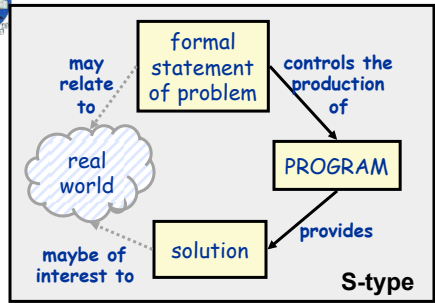 formal
statement
of problem
may
relate
to
controls the
production
of
real
world
PROGRAM
provides
solution
maybe of
interest to
S-type